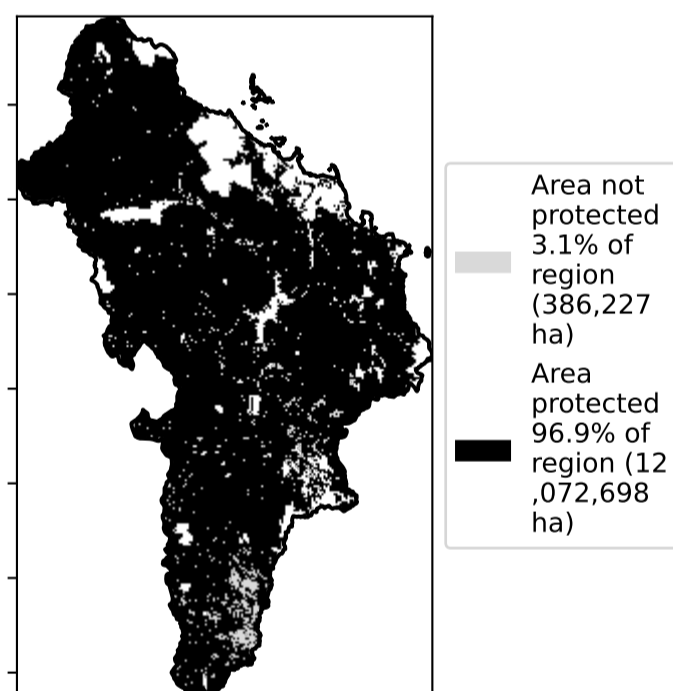 Area not
protected
3.1% of
region
(386,227
ha)
Area
protected
96.9% of
region (12
,072,698
ha)